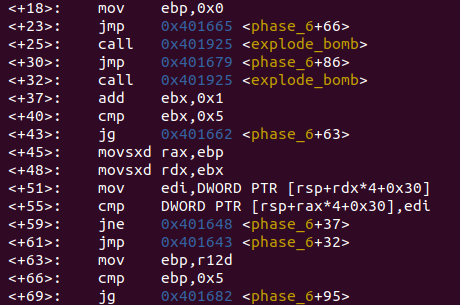 <+18>: mov ebp,0x0
<+23>: jmp 0x401665 <phase_6+66>
<+25>: call 0x401925 <explode_bomb>
<+30>: jmp 0x401679 <phase_6+86>
<+32>: call 0x401925 <explode_bomb>
<+37>: add ebx,0x1
<+40>: cmp ebx,0x5
<+43>: jg 0x401662 <phase_6+63>
<+45>: movsxd rax,ebp
<+48>: movsxd rdx,ebx
<+51>: mov edi,DWORD PTR [rsp+rdx*4+0x30]
<+55>: cmp DWORD PTR [rsp+rax*4+0x30],edi
<+59>: jne 0x401648 <phase_6+37>
<+61>: jmp 0x401643 <phase_6+32>
<+63>: mov ebp,r12d
<+66>: cmp ebp,0x5
<+69>: jg 0x401682 <phase_6+95>